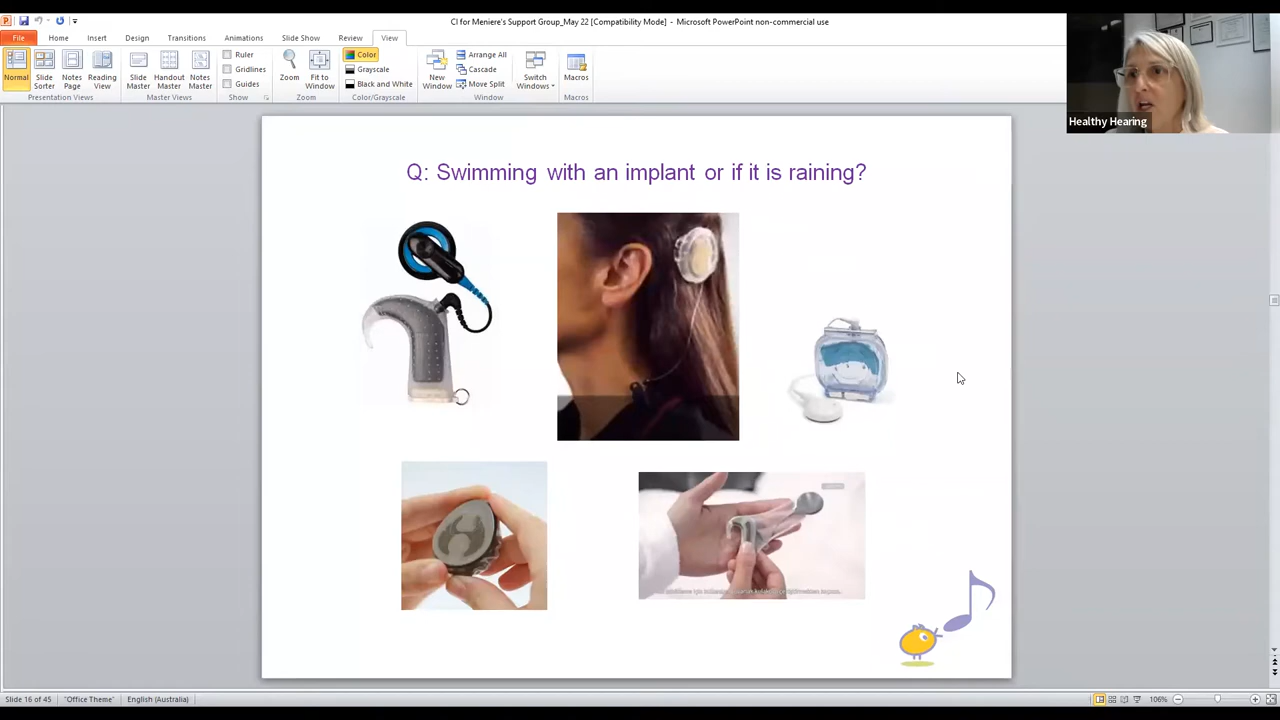 CI for Meniere's Support Group_May 22 [Compatibility Mode] - Microsoft PowerPoint non-commercial use
File Home Insert Design Transitions Animations Slide Show Review View
Normal Slide Sorter Notes Page Reading View
Presentation Views
Slide Master Handout Master Notes Master
Master Views
Ruler
Gridlines
Guides
Show
Zoom Fit to Window
Zoom
Color
Grayscale
Black and White
Color/Grayscale
New Window
Arrange All
Cascade
Move Split
Switch Windows
Window
Macros
Macros
Healthy Hearing
Q: Swimming with an implant or if it is raining?
Slide 16 of 45 "Office Theme" English (Australia) 106%